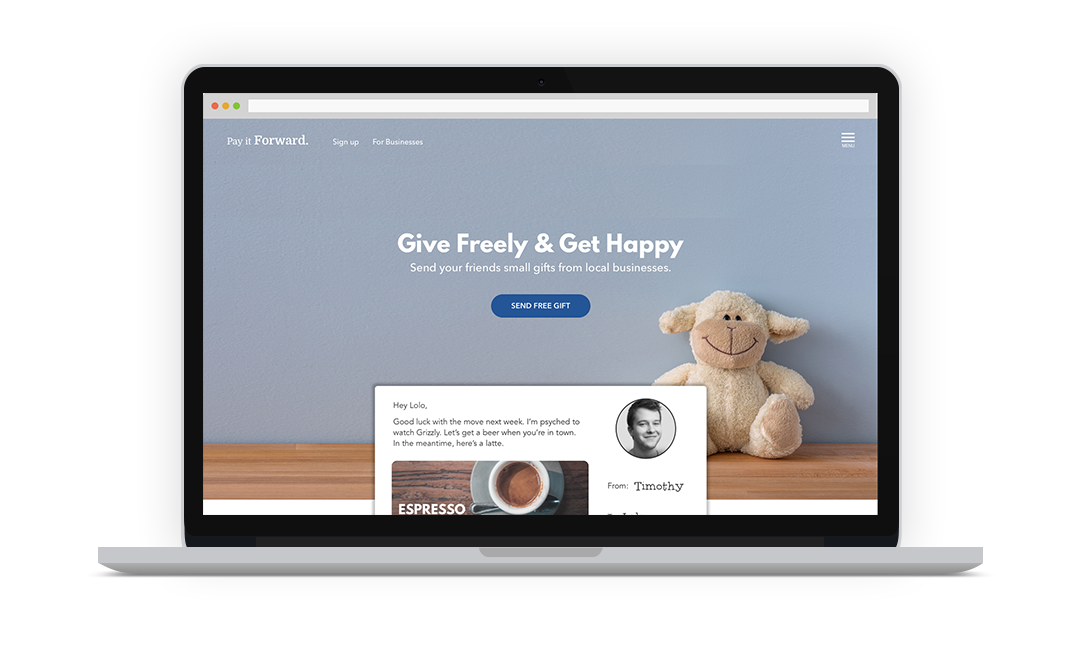 Pay it Forward.
Sign up
For Businesses
MENU
Give Freely & Get Happy
Send your friends small gifts from local businesses.
SEND FREE GIFT
Hey Lolo,
Good luck with the move next week. I'm psyched to
watch Grizzly. Let's get a beer when you're in town.
In the meantime, here's a latte.
ESPRESSO
From: Timothy